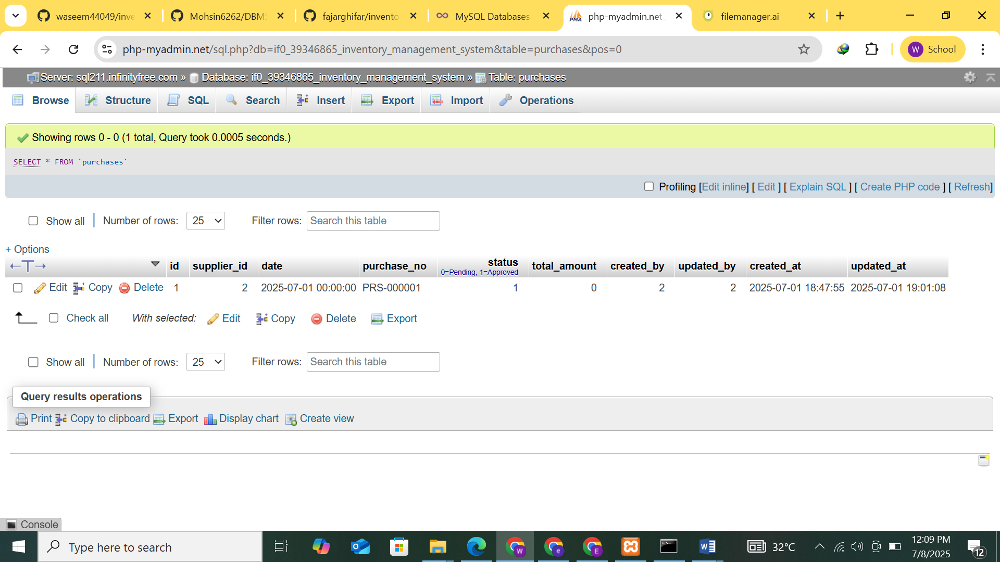 waseem44049/inve
Mohsin6262/DBMS
fajarghifar/invento
MySQL Databases
php-myadmin.net
filemanager.ai
php-myadmin.net/sql.php?db=if0_39346865_inventory_management_system&table=purchases&pos=0
W School
Server: sql211.infinityfree.com » Database: if0_39346865_inventory_management_system » Table: purchases
Browse Structure SQL Search Insert Export Import Operations
Showing rows 0 - 0 (1 total, Query took 0.0005 seconds.)
SELECT * FROM `purchases`
Profiling [Edit inline] [ Edit ] [ Explain SQL ] [ Create PHP code ] [ Refresh]
Show all Number of rows: 25 Filter rows: Search this table
+ Options
id supplier_id date purchase_no status total_amount created_by updated_by created_at updated_at
0=Pending, 1=Approved
Edit Copy Delete 1 2 2025-07-01 00:00:00 PRS-000001 1 0 2 2 2025-07-01 18:47:55 2025-07-01 19:01:08
Check all With selected: Edit Copy Delete Export
Show all Number of rows: 25 Filter rows: Search this table
Query results operations
Print Copy to clipboard Export Display chart Create view
Console
Type here to search
32°C
12:09 PM
7/8/2025
12